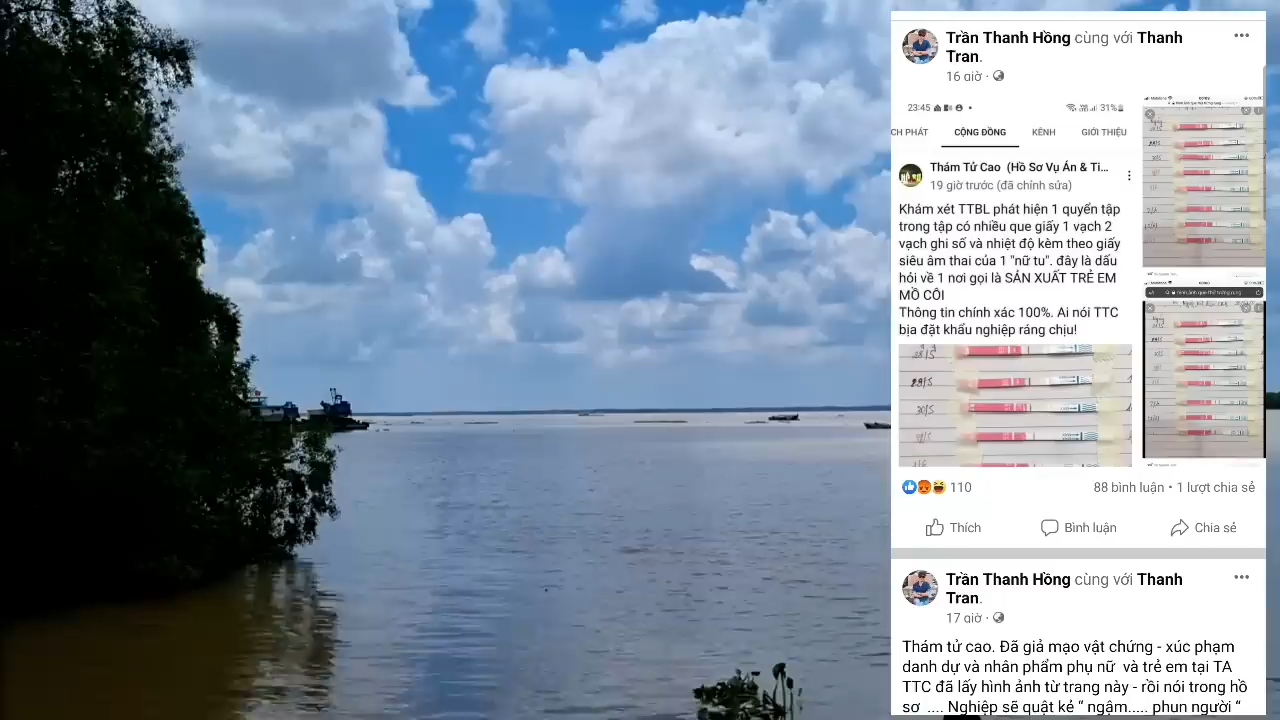 Trần Thanh Hồng cùng với Thanh
Tran.
16 giờ ·
23:45
31%
CH PHÁT
CỘNG ĐỒNG
KÊNH
GIỚI THIỆU
Thám Tử Cao (Hồ Sơ Vụ Án & Ti...
19 giờ trước (đã chính sửa)
Khám xét TTBL phát hiện 1 quyển tập
trong tập có nhiều que giấy 1 vạch 2
vạch ghi số và nhiệt độ kèm theo giấy
siêu âm thai của 1 "nữ tu". đây là dấu
hỏi về 1 nơi gọi là SẢN XUẤT TRẺ EM
MỒ CÔI
Thông tin chính xác 100%. Ai nói TTC
bịa đặt khẩu nghiệp ráng chịu!
28/5
29/5
30/5
110
88 bình luận • 1 lượt chia sẻ
Thích
Bình luận
Chia sẻ
Trần Thanh Hồng cùng với Thanh
Tran.
17 giờ ·
Thám tử cao. Đã giả mạo vật chứng - xúc phạm
danh dự và nhân phẩm phụ nữ và trẻ em tại TA
TTC đã lấy hình ảnh từ trang này - rồi nói trong hồ
sơ .... Nghiệp sẽ quật kẻ “ ngậm..... phun người “